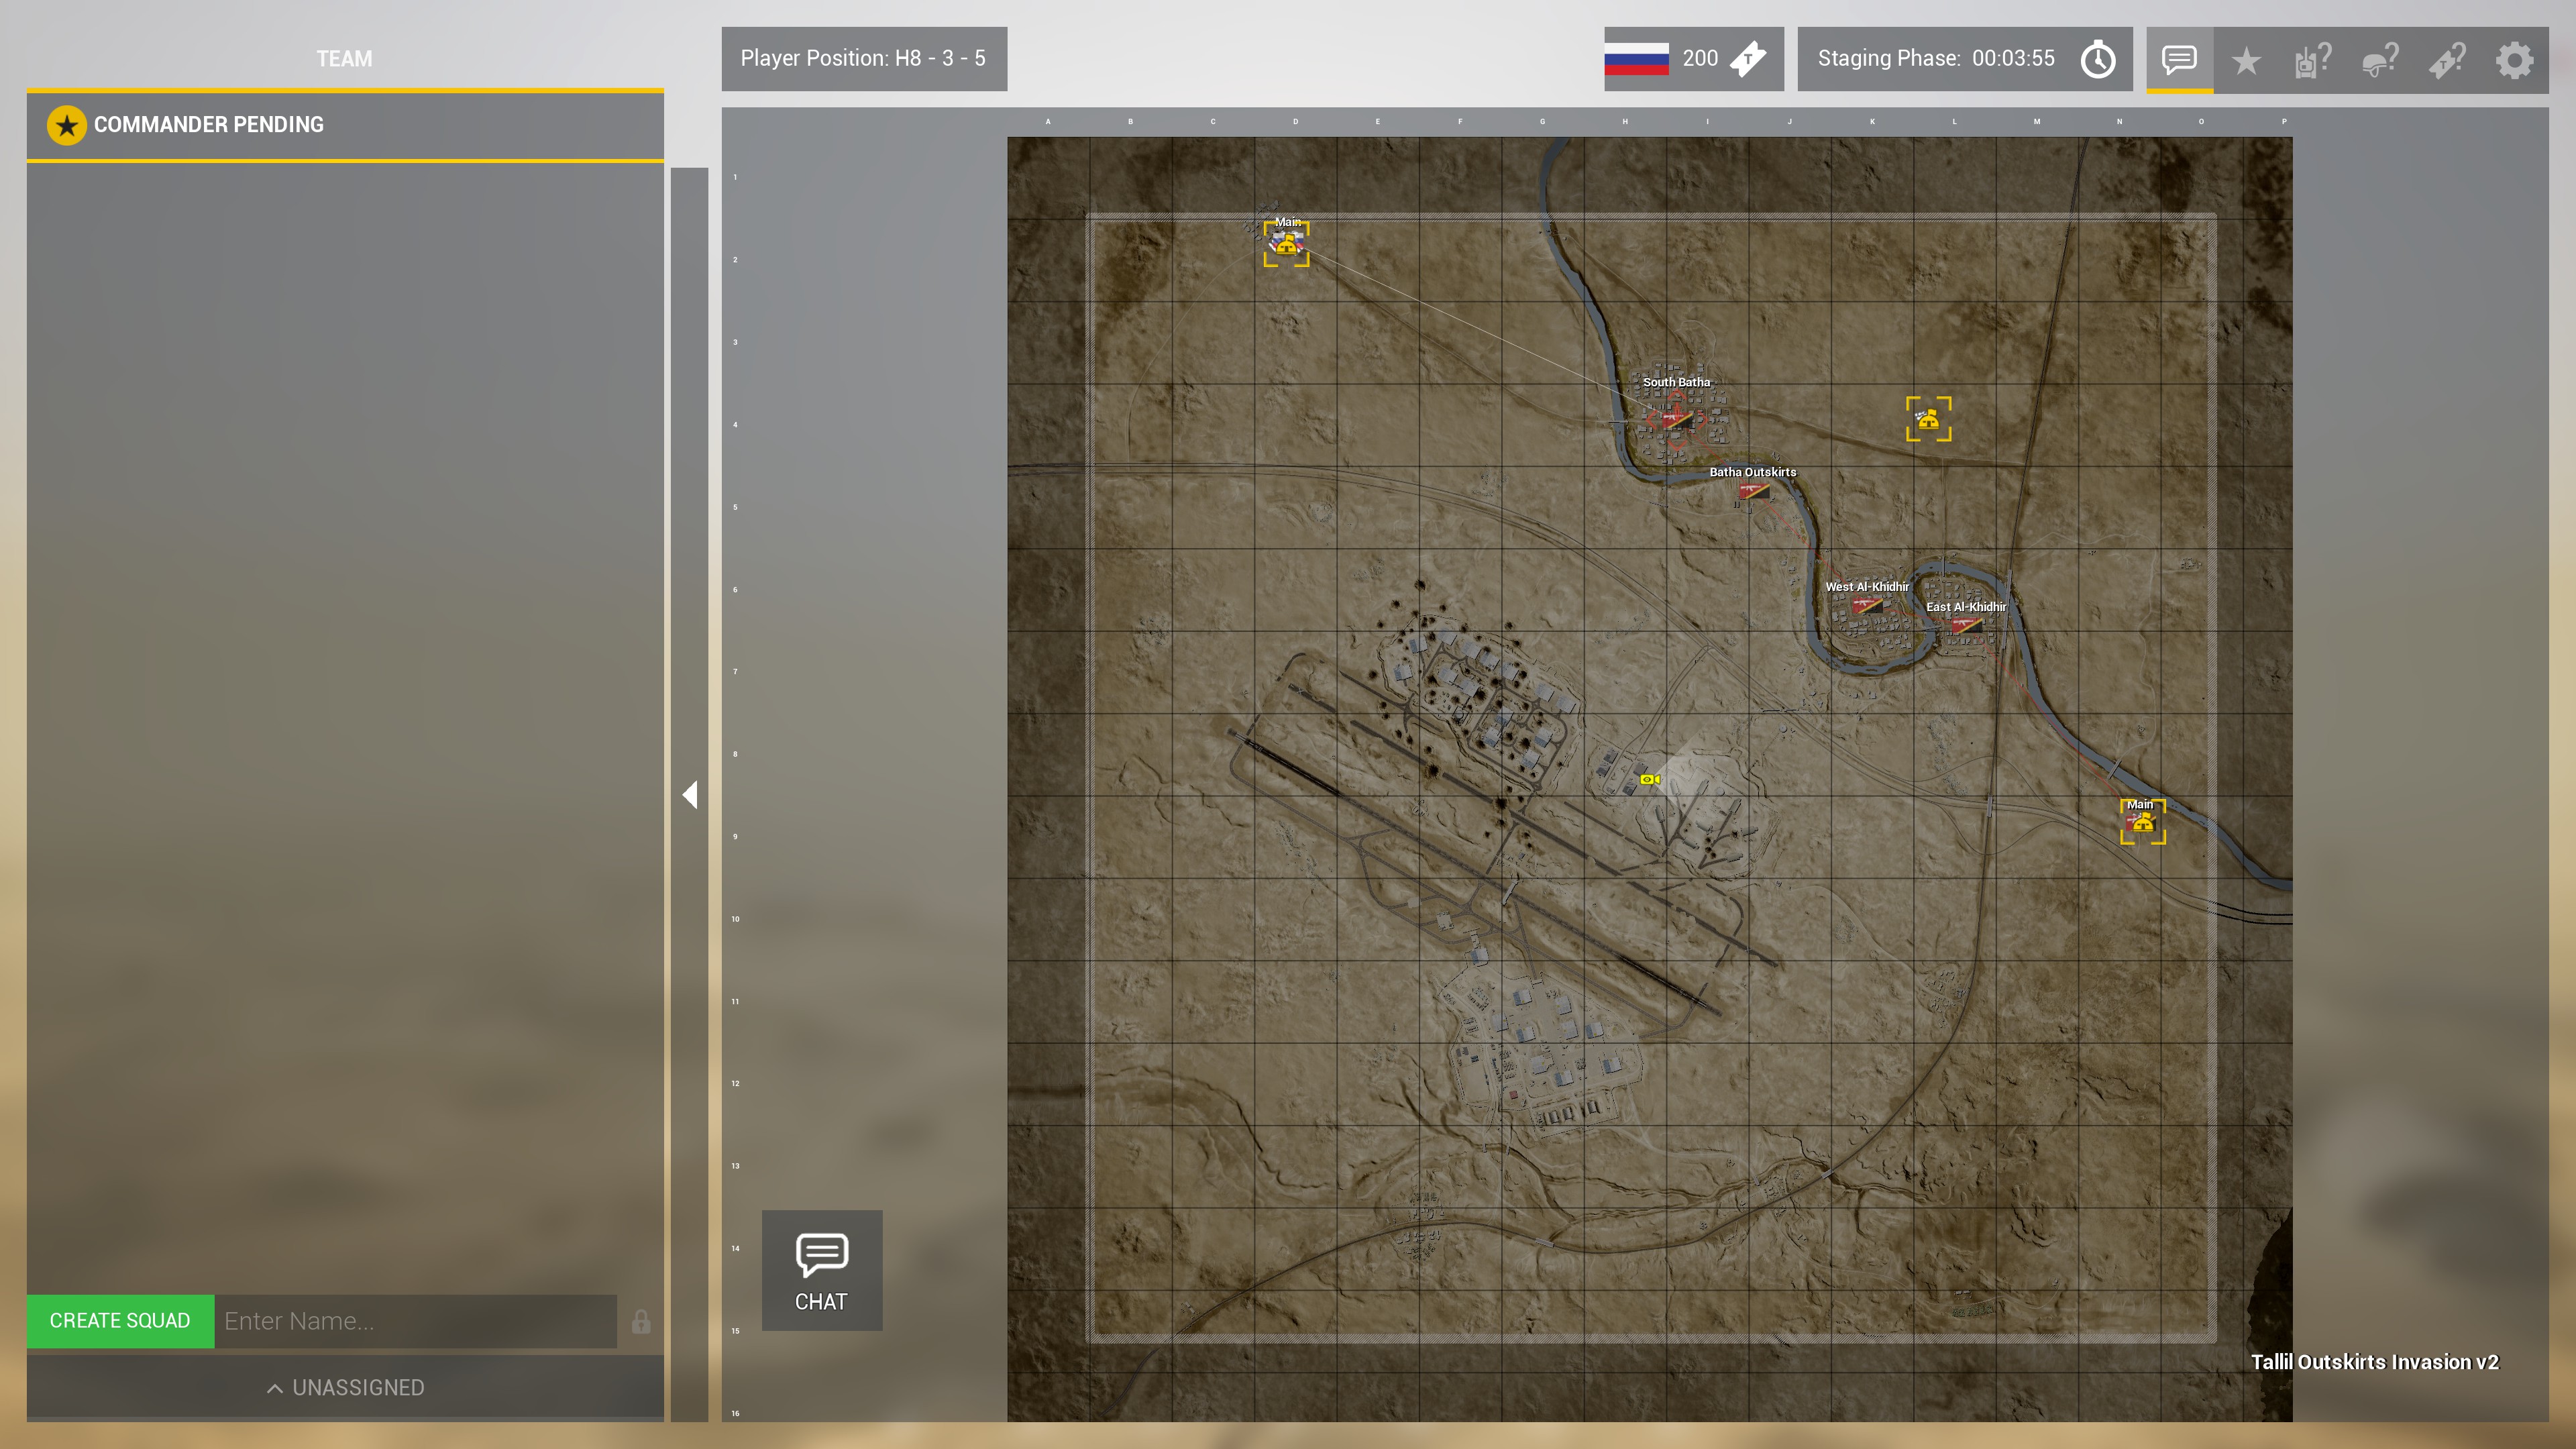 TEAM
Player Position: H8 - 3 - 5
200
Staging Phase: 00:03:55
COMMANDER PENDING
A B C D E F G H I J K L M N O P
1
Main
2
3
South Batha
4
Batha Outskirts
5
6
West Al-Khidhir
East Al-Khidhir
7
8
Main
9
10
11
12
13
14
CHAT
15
CREATE SQUAD
Enter Name...
Tallil Outskirts Invasion v2
UNASSIGNED
16